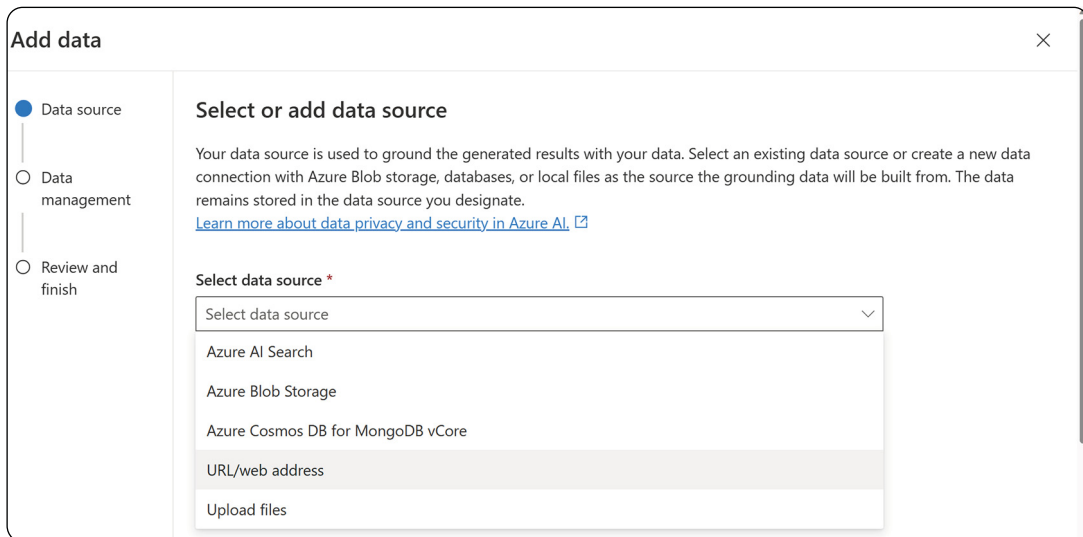 Add data
Data source
Data
management
Review and
finish
Select or add data source
Your data source is used to ground the generated results with your data. Select an existing data source or create a new data
connection with Azure Blob storage, databases, or local files as the source the grounding data will be built from. The data
remains stored in the data source you designate.
Learn more about data privacy and security in Azure AI.
Select data source *
Select data source
Azure AI Search
Azure Blob Storage
Azure Cosmos DB for MongoDB vCore
URL/web address
Upload files